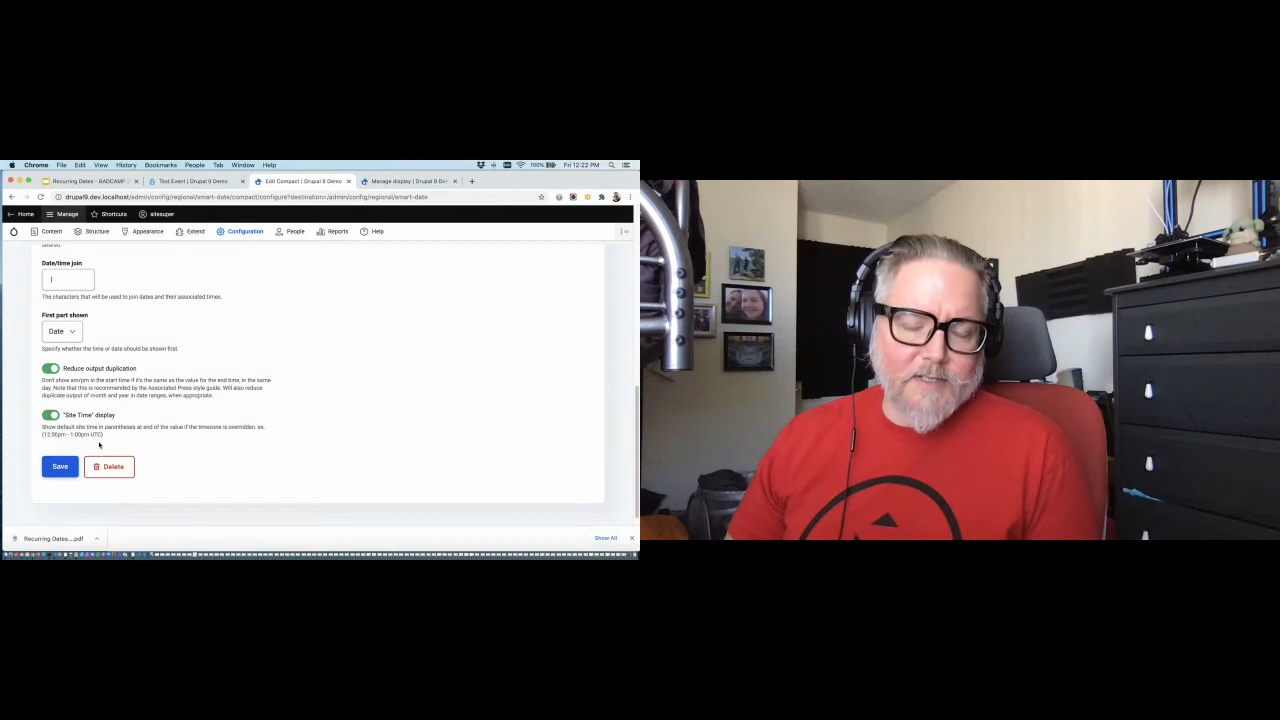 Chrome File Edit View History Bookmarks People Tab Window Help 100% Fri 12:22 PM
Recurring Dates - BADCAMP Test Event | Drupal 9 Demo Edit Compact | Drupal 9 Demo Manage display | Drupal 9 De
drupal9.dev.localhost/admin/config/regional/smart-date/compact/configure?destination=/admin/config/regional/smart-date
Home Manage Shortcuts sitesuper
Content Structure Appearance Extend Configuration People Reports Help
desired.
Date/time join
|
The characters that will be used to join dates and their associated times.
First part shown
Date
Specify whether the time or date should be shown first.
Reduce output duplication
Don't show am/pm in the start time if it's the same as the value for the end time, in the same
day. Note that this is recommended by the Associated Press style guide. Will also reduce
duplicate output of month and year in date ranges, when appropriate.
"Site Time" display
Show default site time in parentheses at end of the value if the timezone is overridden. ex.
(12:00pm - 1:00pm UTC)
Save Delete
Recurring Dates....pdf Show All